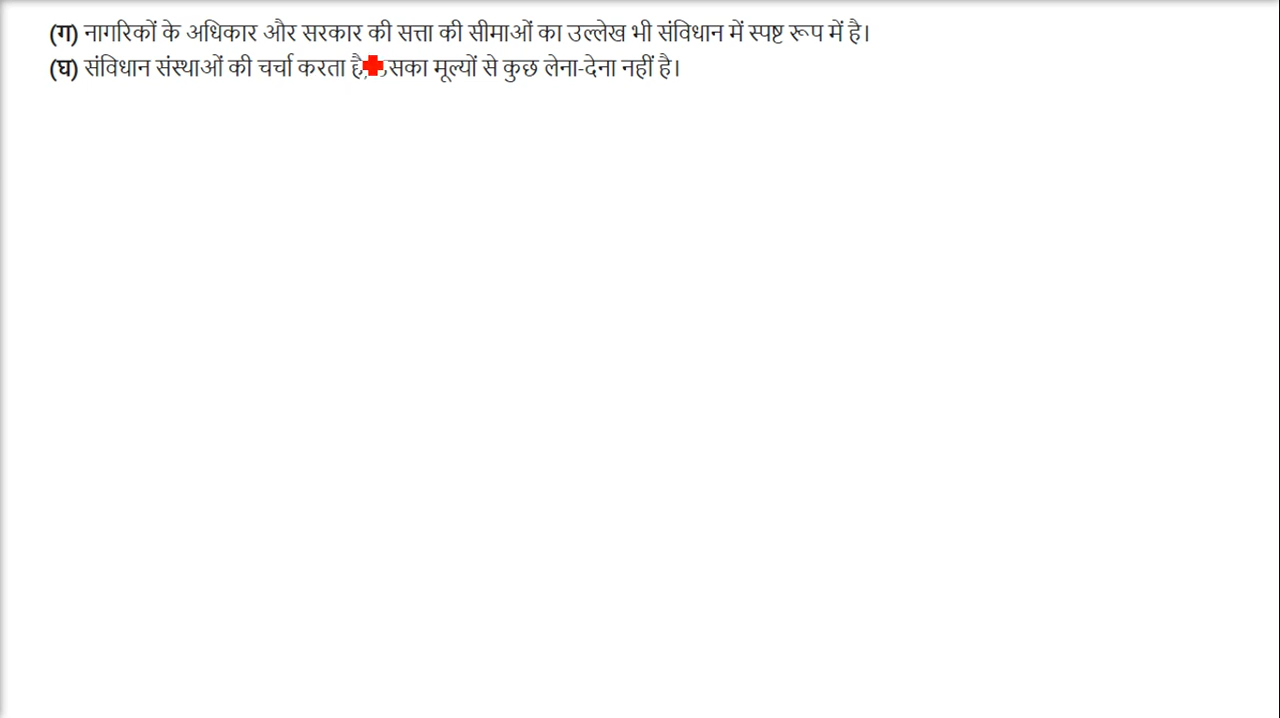 (ग) नागरिकों के अधिकार और सरकार की सत्ता की सीमाओं का उल्लेख भी संविधान में स्पष्ट रूप में है।
(घ) संविधान संस्थाओं की चर्चा करता है, मूल्यों से कुछ लेना-देना नहीं है।